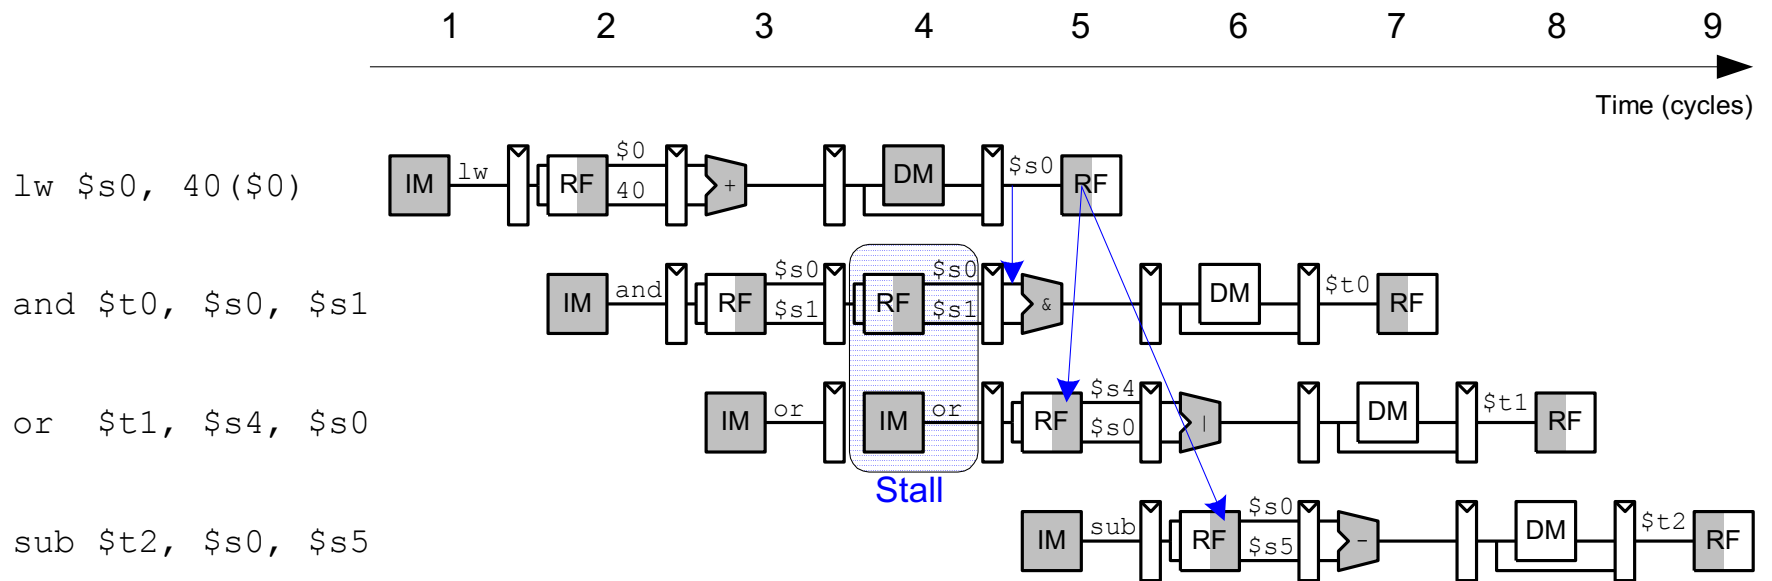 1 2 3 4 5 6 7 8 9
Time (cycles)
lw $s0, 40($0) IM lw RF $0 40 + DM $s0 RF
and $t0, $s0, $s1 IM and RF $s0 $s1 RF $s0 $s1 & DM $t0 RF
or $t1, $s4, $s0 IM or IM or RF $s4 $s0 | DM $t1 RF
Stall
sub $t2, $s0, $s5 IM sub RF $s0 $s5 - DM $t2 RF